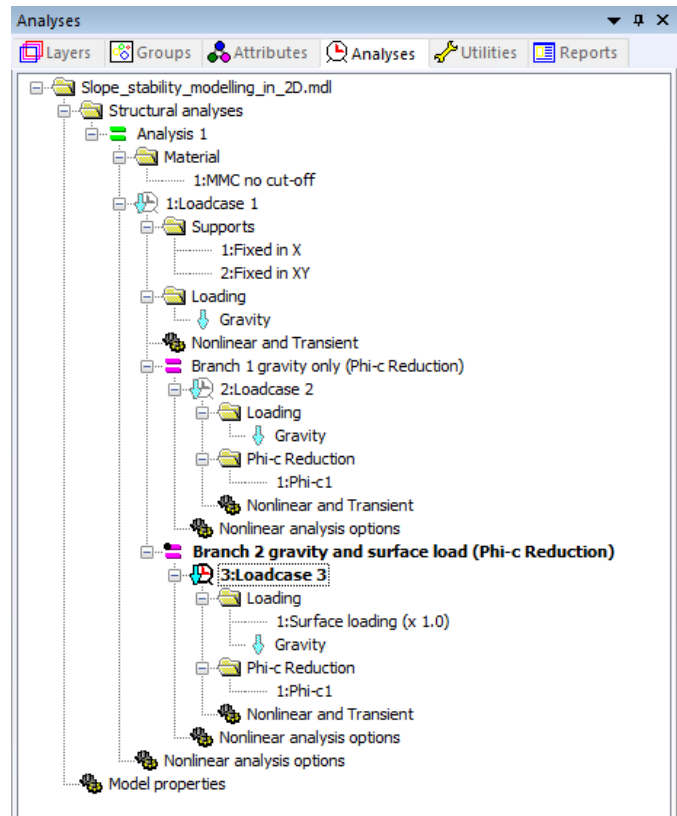 Analyses
Layers Groups Attributes Analyses Utilities Reports
Slope_stability_modelling_in_2D.mdl
Structural analyses
Analysis 1
Material
1:MMC no cut-off
1:Loadcase 1
Supports
1:Fixed in X
2:Fixed in XY
Loading
Gravity
Nonlinear and Transient
Branch 1 gravity only (Phi-c Reduction)
2:Loadcase 2
Loading
Gravity
Phi-c Reduction
1:Phi-c1
Nonlinear and Transient
Nonlinear analysis options
Branch 2 gravity and surface load (Phi-c Reduction)
3:Loadcase 3
Loading
1:Surface loading (x 1.0)
Gravity
Phi-c Reduction
1:Phi-c1
Nonlinear and Transient
Nonlinear analysis options
Nonlinear analysis options
Model properties